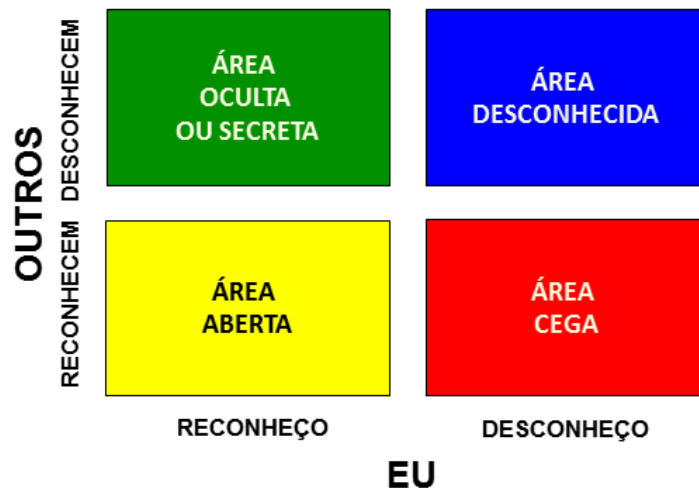 OUTROS
DESCONHECEM
ÁREA
OCULTA
OU SECRETA
ÁREA
DESCONHECIDA
RECONHECEM
ÁREA
ABERTA
ÁREA
CEGA
RECONHEÇO
DESCONHEÇO
EU